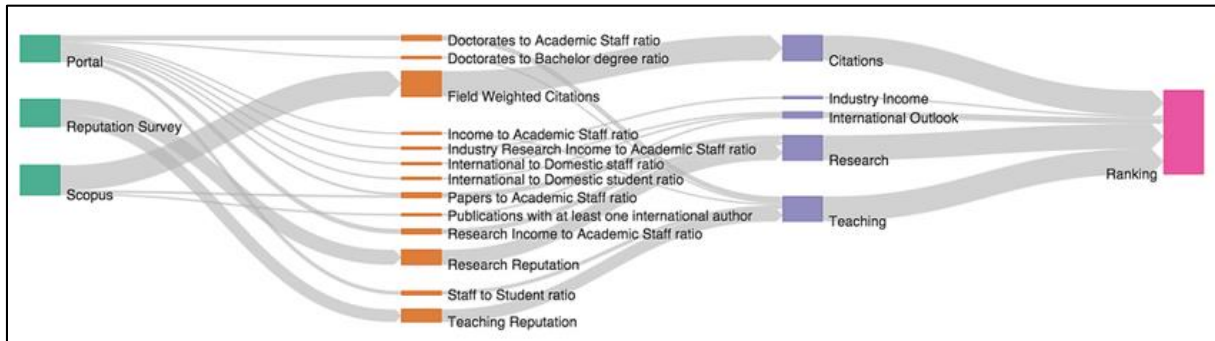 Portal
Reputation Survey
Scopus
Doctorates to Academic Staff ratio
Doctorates to Bachelor degree ratio
Field Weighted Citations
Income to Academic Staff ratio
Industry Research Income to Academic Staff ratio
International to Domestic staff ratio
International to Domestic student ratio
Papers to Academic Staff ratio
Publications with at least one international author
Research Income to Academic Staff ratio
Research Reputation
Staff to Student ratio
Teaching Reputation
Citations
Industry Income
International Outlook
Research
Teaching
Ranking